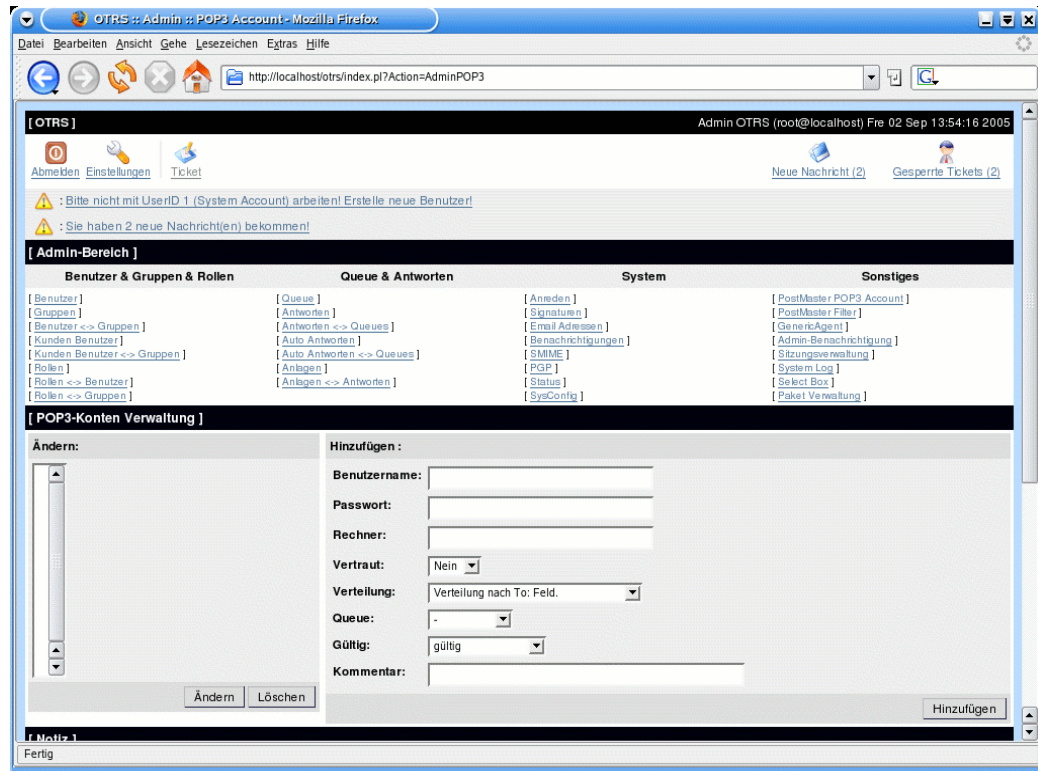 OTRS :: Admin :: POP3 Account - Mozilla Firefox
Datei Bearbeiten Ansicht Gehe Lesezeichen Extras Hilfe
http://localhost/otrs/index.pl?Action=AdminPOP3
G
[ OTRS ] Admin OTRS (root@localhost) Fre 02 Sep 13:54:16 2005
Abmelden Einstellungen Ticket Neue Nachricht (2) Gesperrte Tickets (2)
: Bitte nicht mit UserID 1 (System Account) arbeiten! Erstelle neue Benutzer!
: Sie haben 2 neue Nachricht(en) bekommen!
[ Admin-Bereich ]
Benutzer & Gruppen & Rollen Queue & Antworten System Sonstiges
[ Benutzer ] [ Queue ] [ Anreden ] [ PostMaster POP3 Account ]
[ Gruppen ] [ Antworten ] [ Signaturen ] [ PostMaster Filter ]
[ Benutzer <-> Gruppen ] [ Antworten <-> Queues ] [ Email Adressen ] [ GenericAgent ]
[ Kunden Benutzer ] [ Auto Antworten ] [ Benachrichtigungen ] [ Admin-Benachrichtigung ]
[ Kunden Benutzer <-> Gruppen ] [ Auto Antworten <-> Queues ] [ SMIME ] [ Sitzungsverwaltung ]
[ Rollen ] [ Anlagen ] [ PGP ] [ System Log ]
[ Rollen <-> Benutzer ] [ Anlagen <-> Antworten ] [ Status ] [ Select Box ]
[ Rollen <-> Gruppen ] [ SysConfig ] [ Paket Verwaltung ]
[ POP3-Konten Verwaltung ]
Ändern: Hinzufügen :
Benutzername:
Passwort:
Rechner:
Vertraut: Nein
Verteilung: Verteilung nach To: Feld.
Queue: -
Gültig: gültig
Kommentar:
Ändern Löschen
Hinzufügen
[ Notiz ]
Fertig